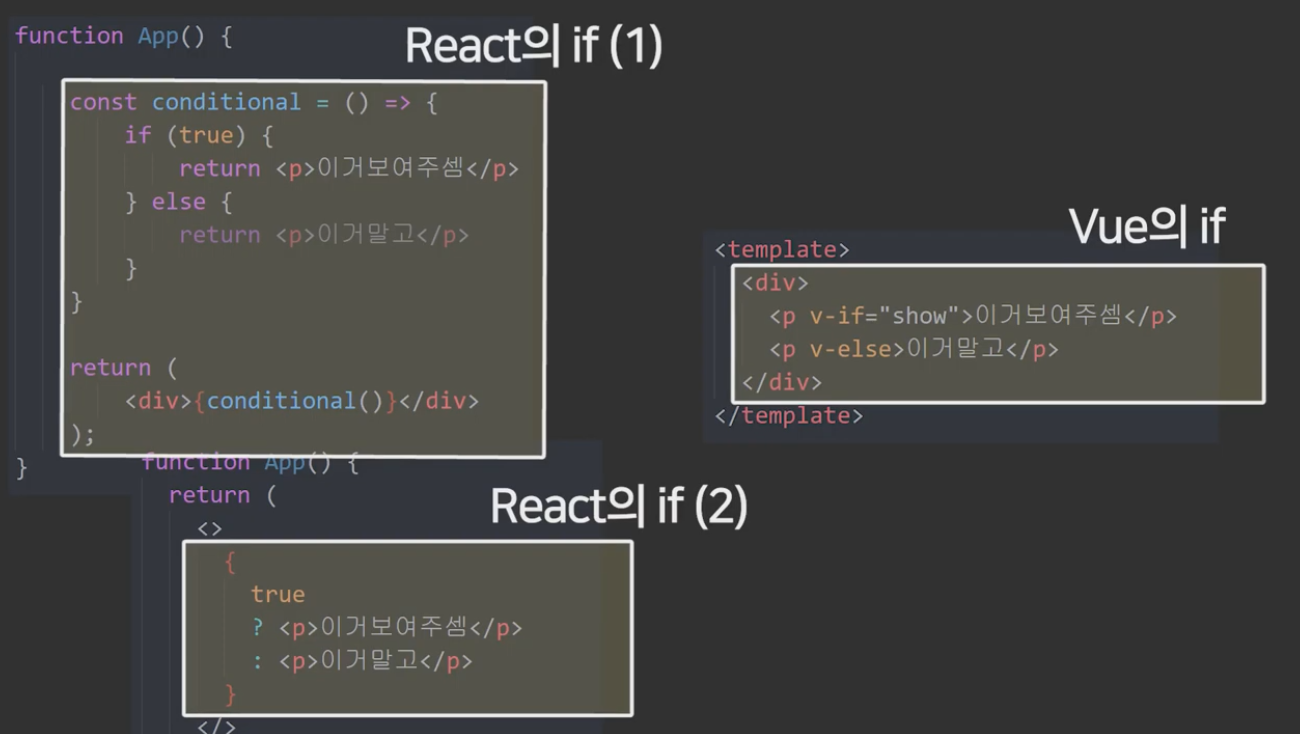 function App() {
React의 if (1)
const conditional = () => {
if (true) {
return <p>이거보여주셈</p>
} else {
return <p>이거말고</p>
}
}
return (
<div>{conditional()}</div>
);
}
Vue의 if
<template>
<div>
<p v-if="show">이거보여주셈</p>
<p v-else>이거말고</p>
</div>
</template>
function App() {
return (
React의 if (2)
<>
{
true
? <p>이거보여주셈</p>
: <p>이거말고</p>
}
</>